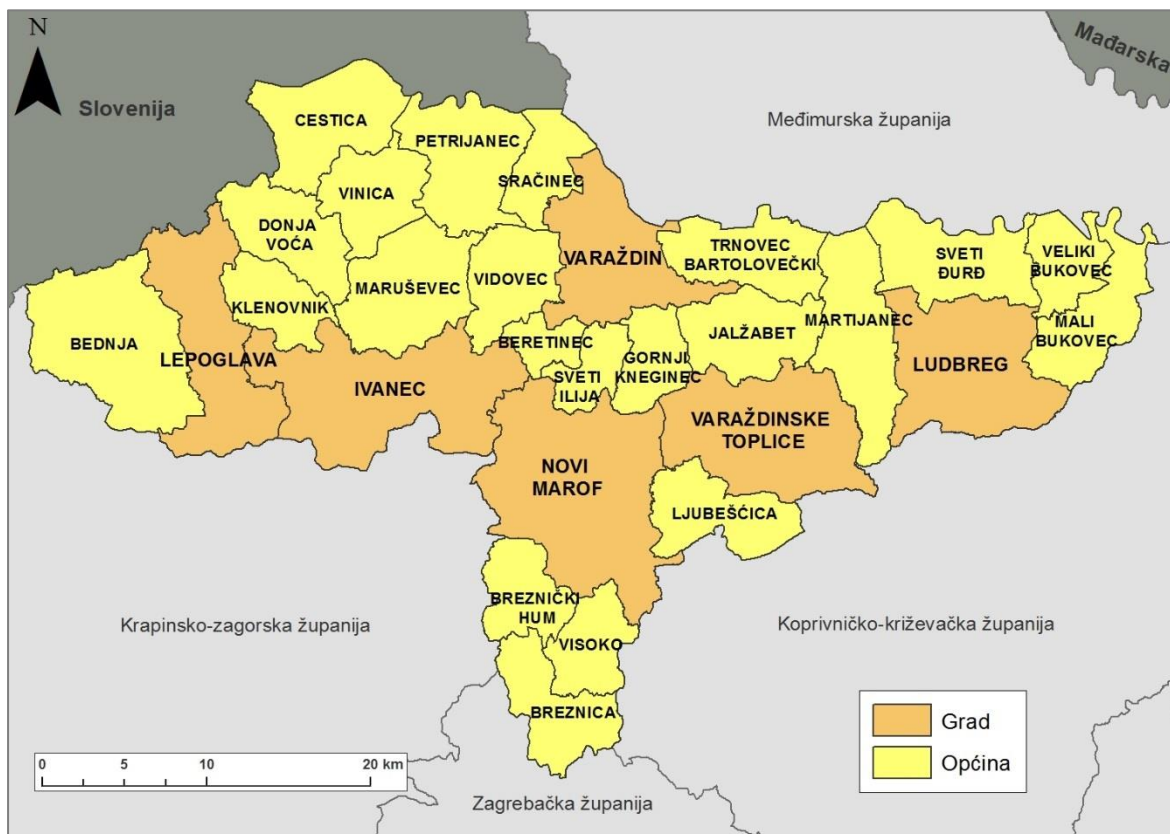 N
Mađarska
Slovenija
Međimurska županija
CESTICA
PETRIJANEC
SRAČINEC
VINICA
DONJA
VOĆA
VARAŽDIN
TRNOVEC
BARTOLOVEČKI
SVETI
ĐURĐ
VELIKI
BUKOVEC
KLENOVNIK
MARUŠEVEC
VIDOVEC
BEDNJA
LEPOGLAVA
IVANEC
BERETINEC
SVETI
ILIJA
GORNJI
KNEGINEC
JALŽABET
MARTIJANEC
MALI
BUKOVEC
LUDBREG
VARAŽDINSKE
TOPLICE
NOVI
MAROF
LJUBEŠĆICA
BREZNIČKI
HUM
VISOKO
BREZNICA
Krapinsko-zagorska županija
Koprivničko-križevačka županija
Zagrebačka županija
Grad
Općina
0 5 10 20 km